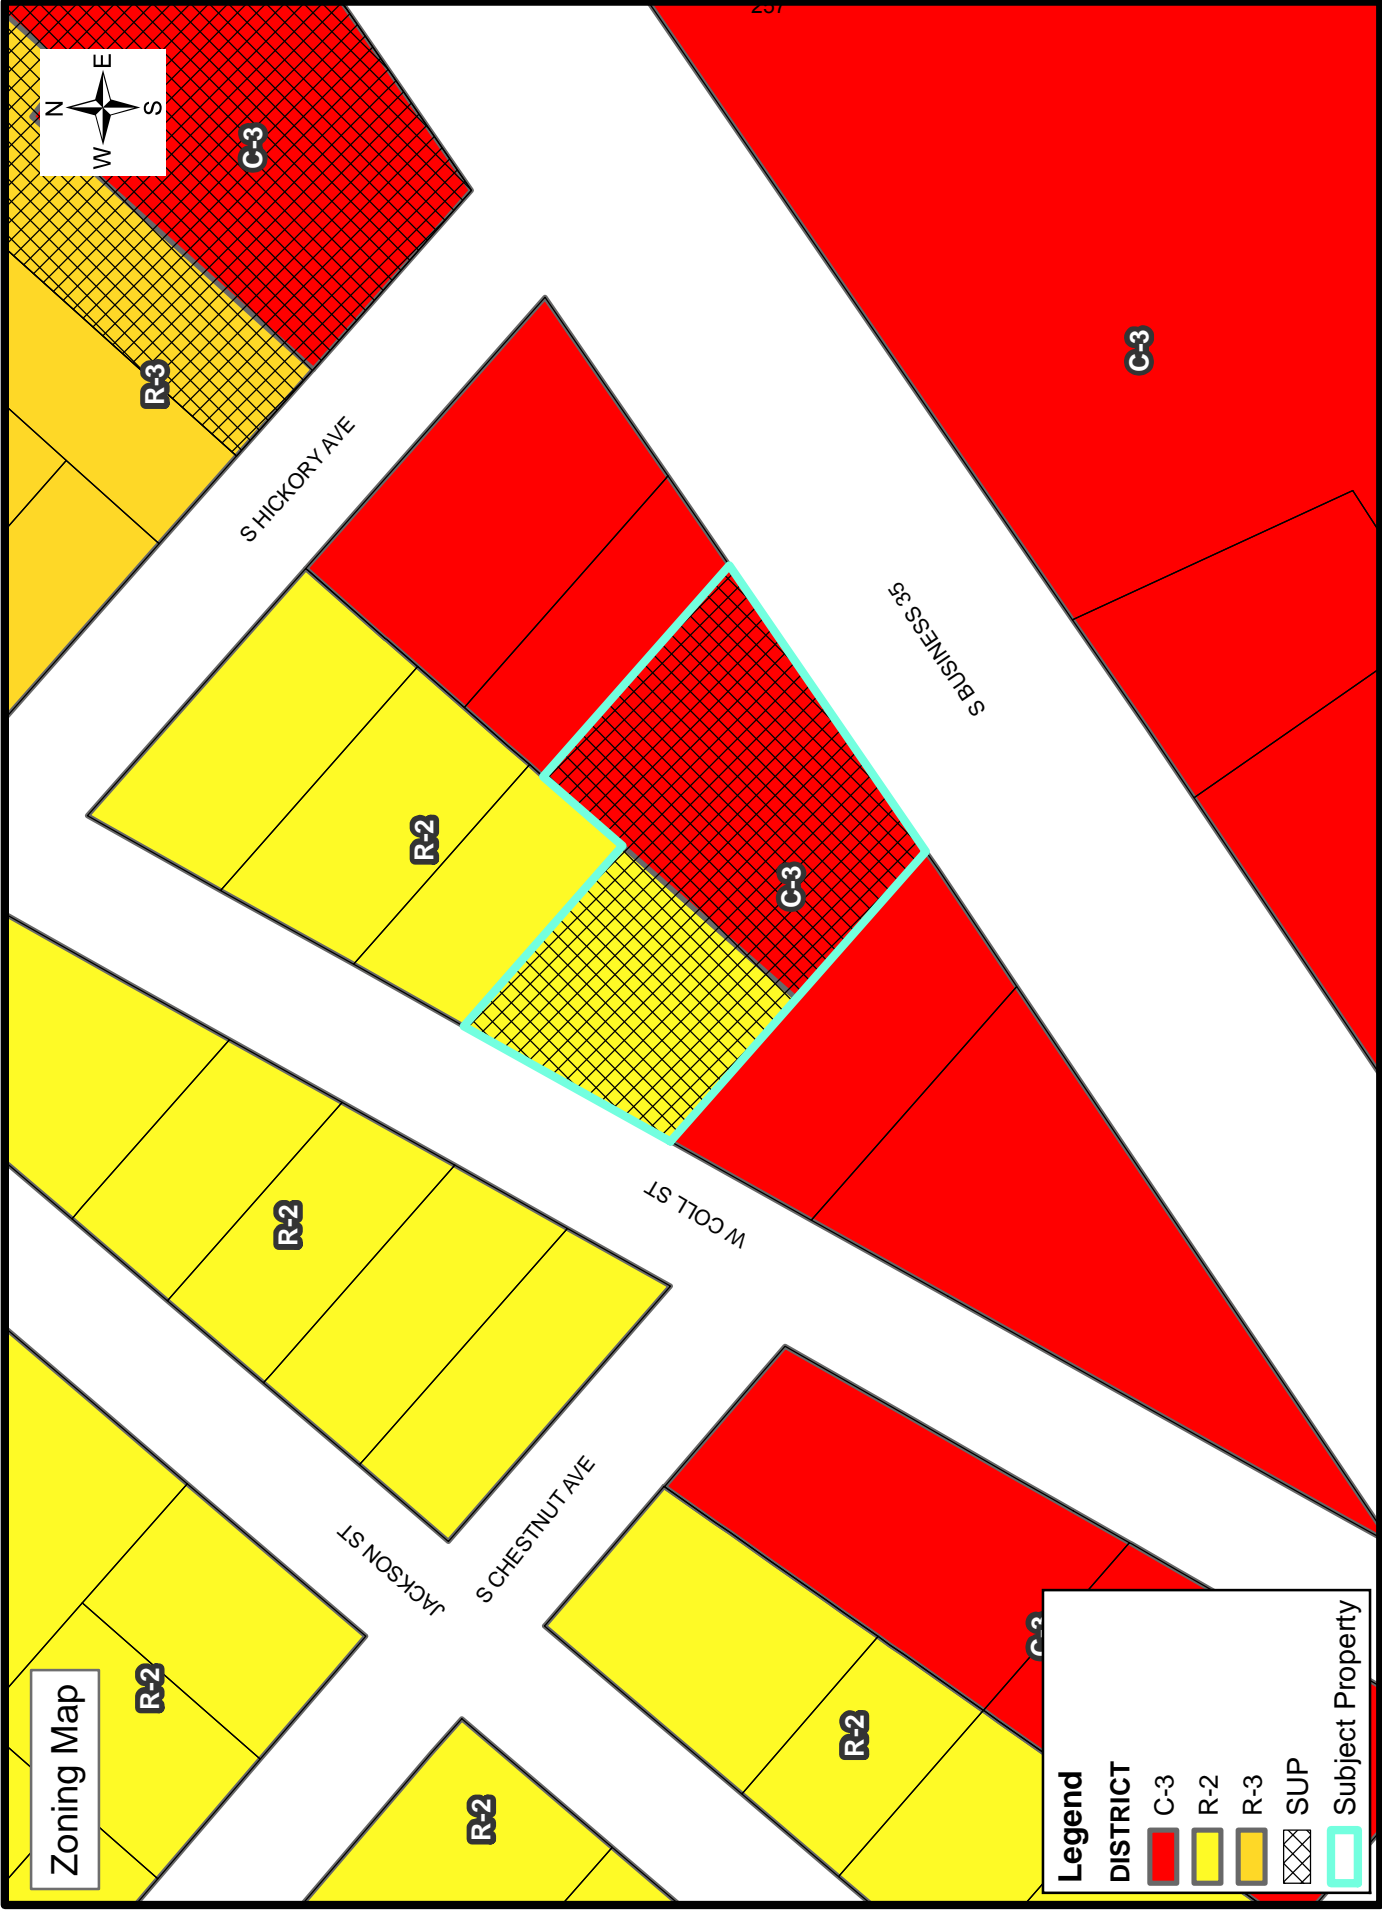 Zoning Map
N
W
E
S
C-3
R-3
S HICKORY AVE
C-3
R-2
S BUSINESS 35
C-3
R-2
W COLL ST
JACKSON ST
S CHESTNUT AVE
R-2
R-2
R-2
C-3
Legend
DISTRICT
C-3
R-2
R-3
SUP
Subject Property